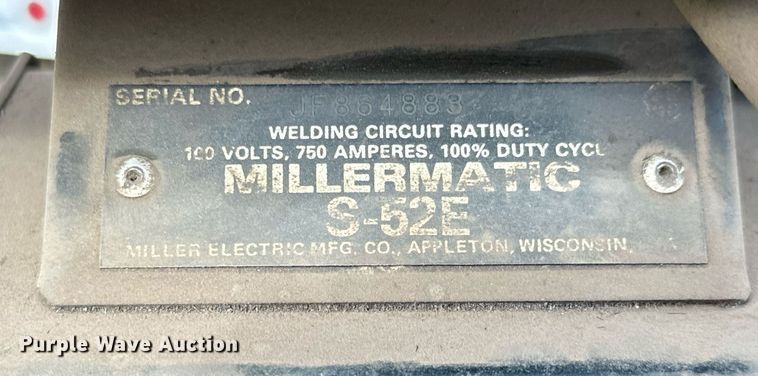 SERIAL NO. JF864883
WELDING CIRCUIT RATING:
100 VOLTS, 750 AMPERES, 100% DUTY CYCL
MILLERMATIC
S-52E
MILLER ELECTRIC MFG. CO., APPLETON, WISCONSIN,
Purple Wave Auction